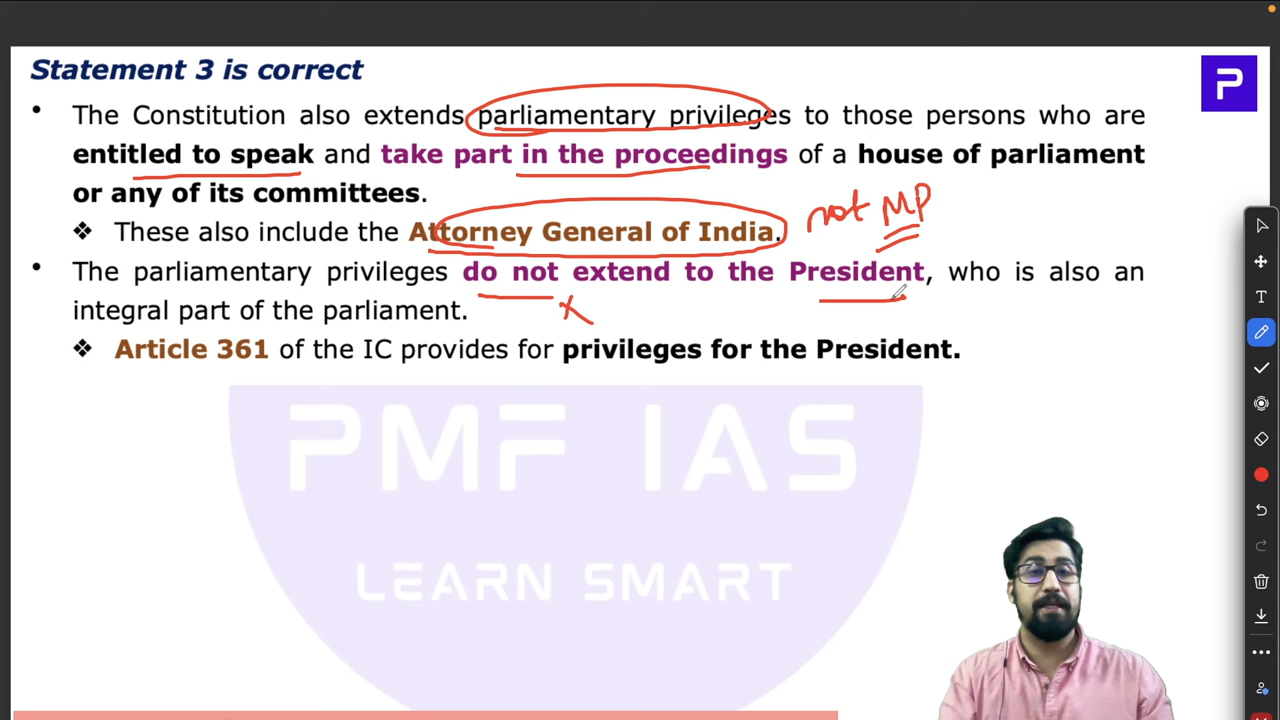 Statement 3 is correct
P
• The Constitution also extends parliamentary privileges to those persons who are
entitled to speak and take part in the proceedings of a house of parliament
or any of its committees.
not MP
❖ These also include the Attorney General of India.
• The parliamentary privileges do not extend to the President, who is also an
integral part of the parliament.
❖ Article 361 of the IC provides for privileges for the President.
PMF IAS
LEARN SMART